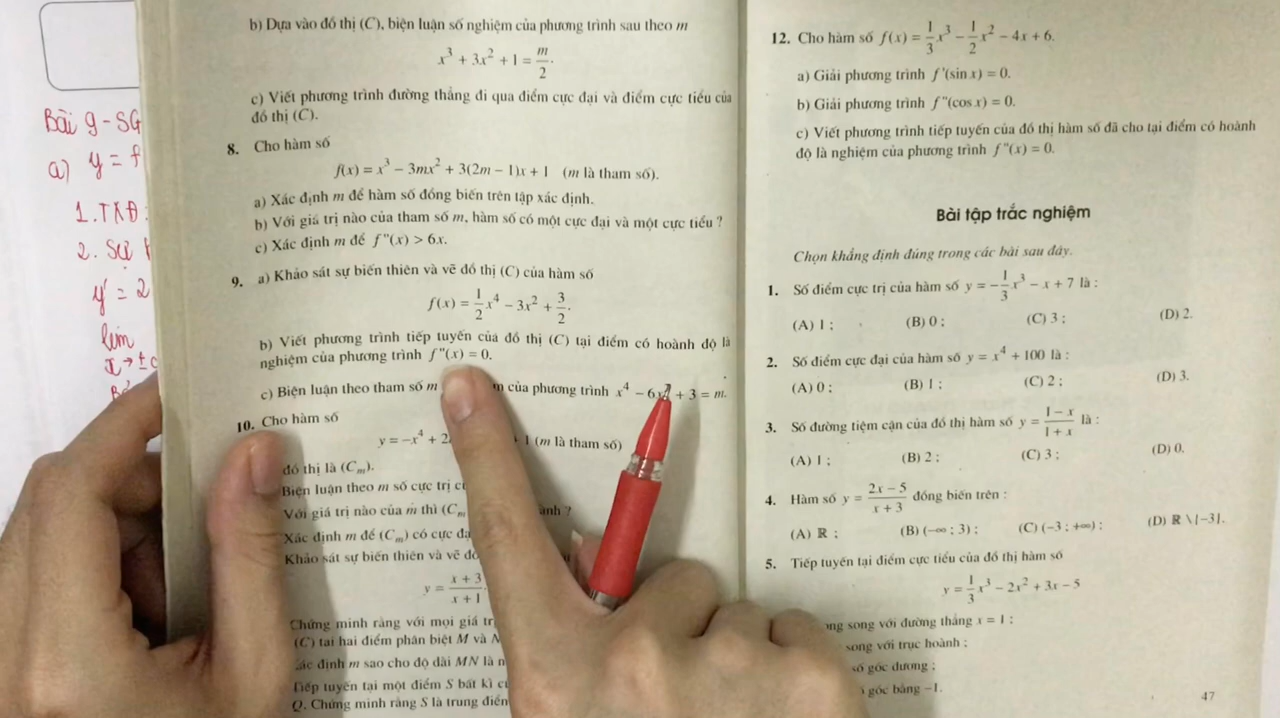 Bài 9 - SG
a) y = f
1. TXĐ:
2. Sự
y' = 2
lim
x → ±
b) Dựa vào đồ thị (C), biện luận số nghiệm của phương trình sau theo m
x³ + 3x² + 1 = m/2.
c) Viết phương trình đường thẳng đi qua điểm cực đại và điểm cực tiểu của
đồ thị (C).
8. Cho hàm số
f(x) = x³ − 3mx² + 3(2m − 1)x + 1 (m là tham số).
a) Xác định m để hàm số đồng biến trên tập xác định.
b) Với giá trị nào của tham số m, hàm số có một cực đại và một cực tiểu ?
c) Xác định m để f"(x) > 6x.
9. a) Khảo sát sự biến thiên và vẽ đồ thị (C) của hàm số
f(x) = 1/2 x⁴ − 3x² + 3/2.
b) Viết phương trình tiếp tuyến của đồ thị (C) tại điểm có hoành độ là
nghiệm của phương trình f"(x) = 0.
c) Biện luận theo tham số m của phương trình x⁴ − 6x² + 3 = m.
10. Cho hàm số
y = −x⁴ + 2 1 (m là tham số)
đồ thị là (Cm).
Biện luận theo m số cực trị
Với giá trị nào của m thì (Cm ành ?
Xác định m để (Cm) có cực
Khảo sát sự biến thiên và vẽ
y = x + 3 / x + 1
Chứng minh rằng với mọi giá
(C) tại hai điểm phân biệt M và N
định m sao cho độ dài MN là
Tiếp tuyến tại một điểm S bất kì
Q. Chứng minh rằng S là trung
12. Cho hàm số f(x) = 1/3 x³ − 1/2 x² − 4x + 6.
a) Giải phương trình f'(sin x) = 0.
b) Giải phương trình f"(cos x) = 0.
c) Viết phương trình tiếp tuyến của đồ thị hàm số đã cho tại điểm có hoành
độ là nghiệm của phương trình f"(x) = 0.
Bài tập trắc nghiệm
Chọn khẳng định đúng trong các bài sau đây.
1. Số điểm cực trị của hàm số y = −1/3 x³ − x + 7 là :
(A) 1 ; (B) 0 ; (C) 3 ; (D) 2.
2. Số điểm cực đại của hàm số y = x⁴ + 100 là :
(A) 0 ; (B) 1 ; (C) 2 ; (D) 3.
3. Số đường tiệm cận của đồ thị hàm số y = 1 − x / 1 + x là :
(A) 1 ; (B) 2 ; (C) 3 ; (D) 0.
4. Hàm số y = 2x − 5 / x + 3 đồng biến trên :
(A) ℝ ; (B) (−∞ ; 3) ; (C) (−3 ; +∞) ; (D) ℝ \ {−3}.
5. Tiếp tuyến tại điểm cực tiểu của đồ thị hàm số
y = 1/3 x³ − 2x² + 3x − 5
ong song với đường thẳng x = 1 ;
song với trục hoành ;
số góc dương ;
góc bằng −1.
47